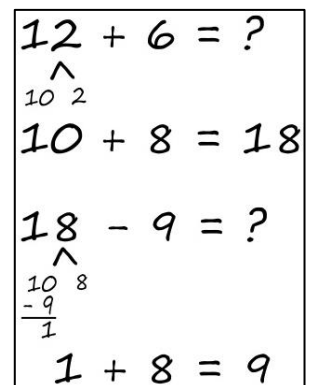 12 + 6 = ?
10 2
10 + 8 = 18
18 - 9 = ?
10 8
- 9
1
1 + 8 = 9